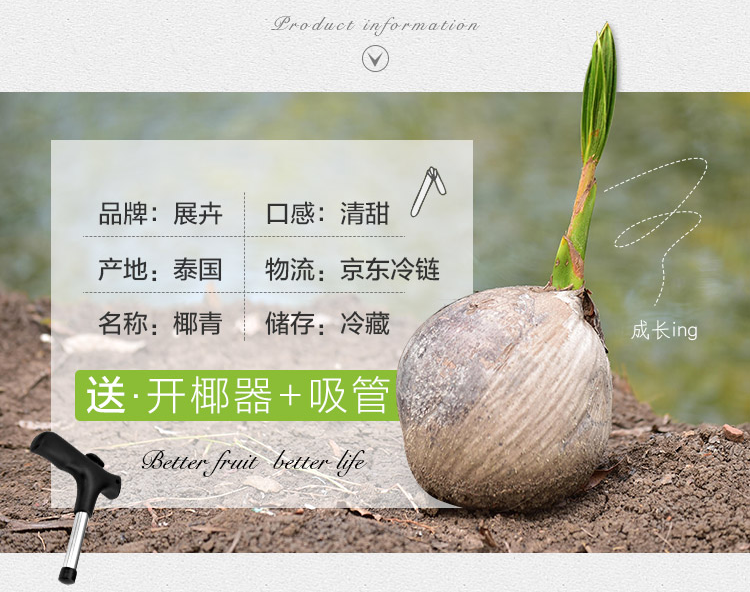 Product information
品牌：展卉 口感：清甜
产地：泰国 物流：京东冷链
名称：椰青 储存：冷藏
送·开椰器+吸管
Better fruit better life
成长ing